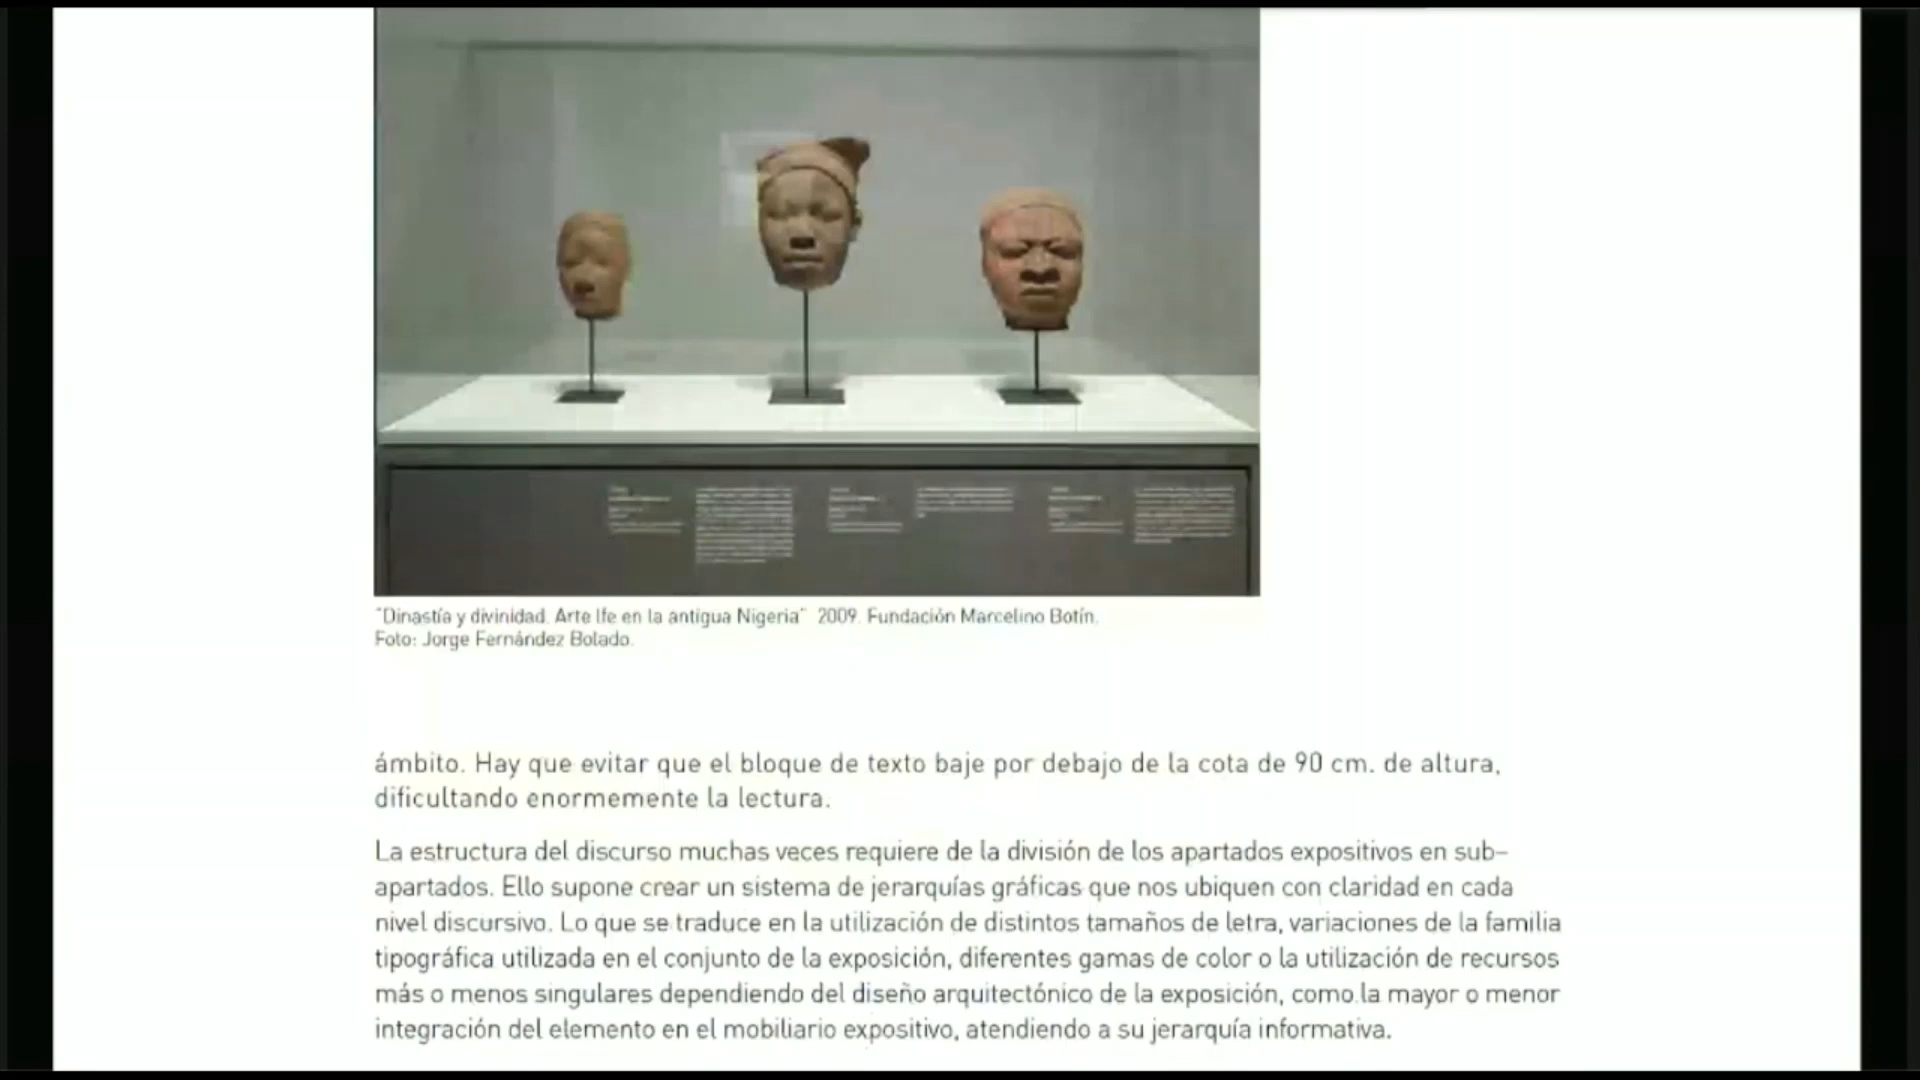 "Dinastía y divinidad. Arte Ife en la antigua Nigeria" 2009. Fundación Marcelino Botín.
Foto: Jorge Fernández Bolado.
ámbito. Hay que evitar que el bloque de texto baje por debajo de la cota de 90 cm. de altura,
dificultando enormemente la lectura.
La estructura del discurso muchas veces requiere de la división de los apartados expositivos en sub-
apartados. Ello supone crear un sistema de jerarquías gráficas que nos ubiquen con claridad en cada
nivel discursivo. Lo que se traduce en la utilización de distintos tamaños de letra, variaciones de la familia
tipográfica utilizada en el conjunto de la exposición, diferentes gamas de color o la utilización de recursos
más o menos singulares dependiendo del diseño arquitectónico de la exposición, como la mayor o menor
integración del elemento en el mobiliario expositivo, atendiendo a su jerarquía informativa.